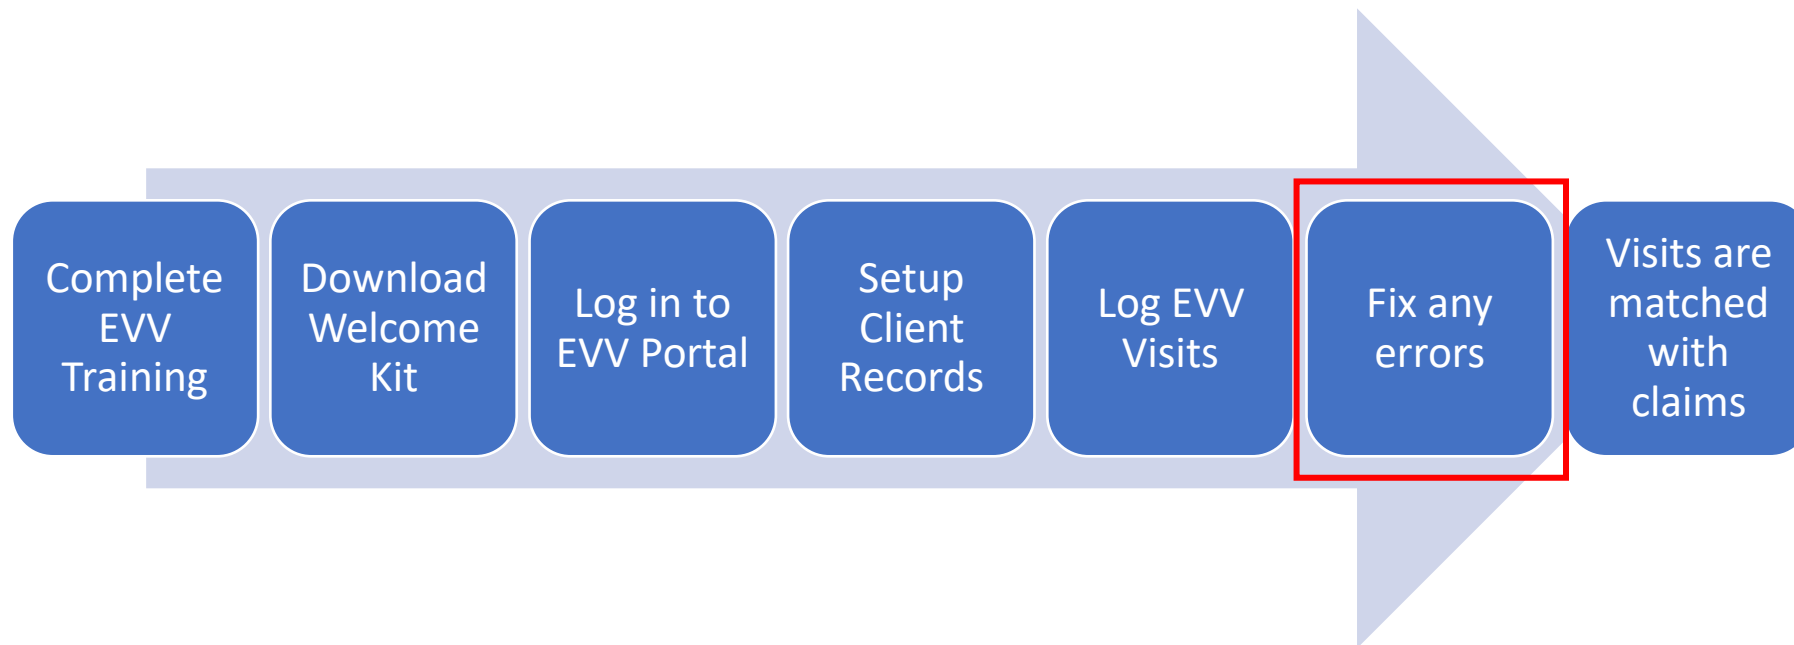 Complete
EVV
Training
Download
Welcome
Kit
Log in to
EVV Portal
Setup
Client
Records
Log EVV
Visits
Fix any
errors
Visits are
matched
with
claims